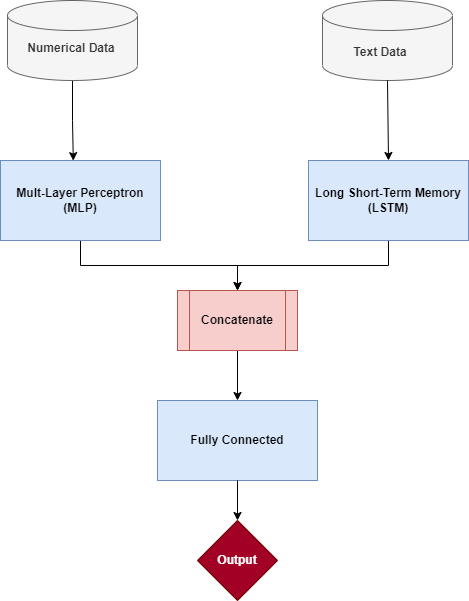 Numerical Data
Text Data
Mult-Layer Perceptron
(MLP)
Long Short-Term Memory
(LSTM)
Concatenate
Fully Connected
Output